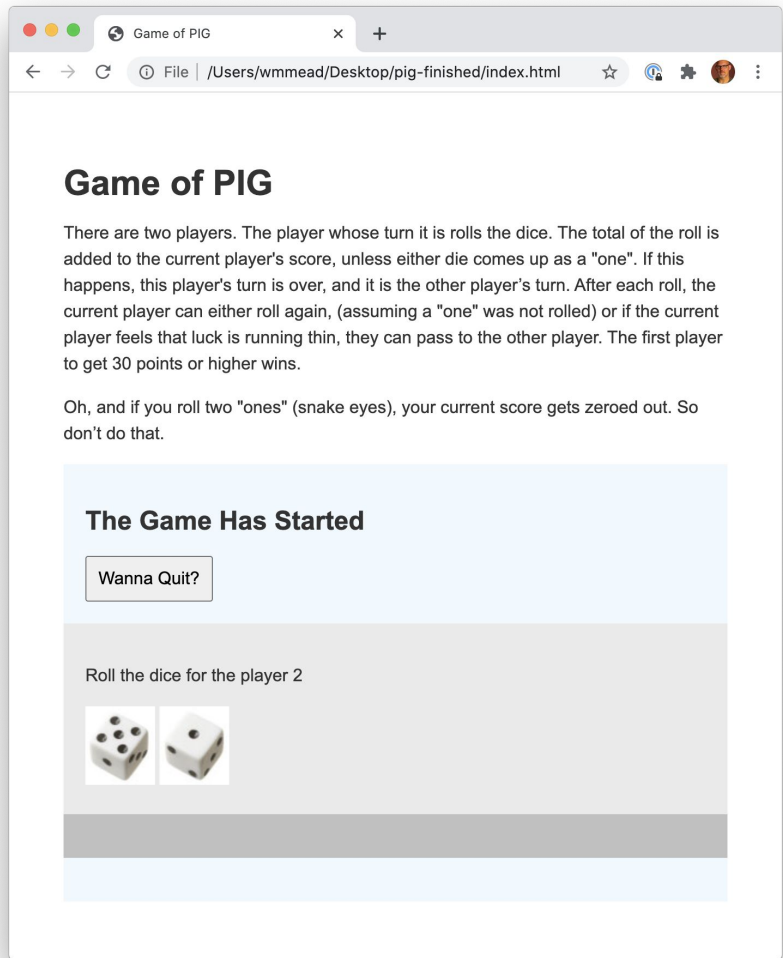 Game of PIG
File
/Users/wmmead/Desktop/pig-finished/index.html
Game of PIG
There are two players. The player whose turn it is rolls the dice. The total of the roll is
added to the current player's score, unless either die comes up as a "one". If this
happens, this player's turn is over, and it is the other player’s turn. After each roll, the
current player can either roll again, (assuming a "one" was not rolled) or if the current
player feels that luck is running thin, they can pass to the other player. The first player
to get 30 points or higher wins.
Oh, and if you roll two "ones" (snake eyes), your current score gets zeroed out. So
don’t do that.
The Game Has Started
Wanna Quit?
Roll the dice for the player 2